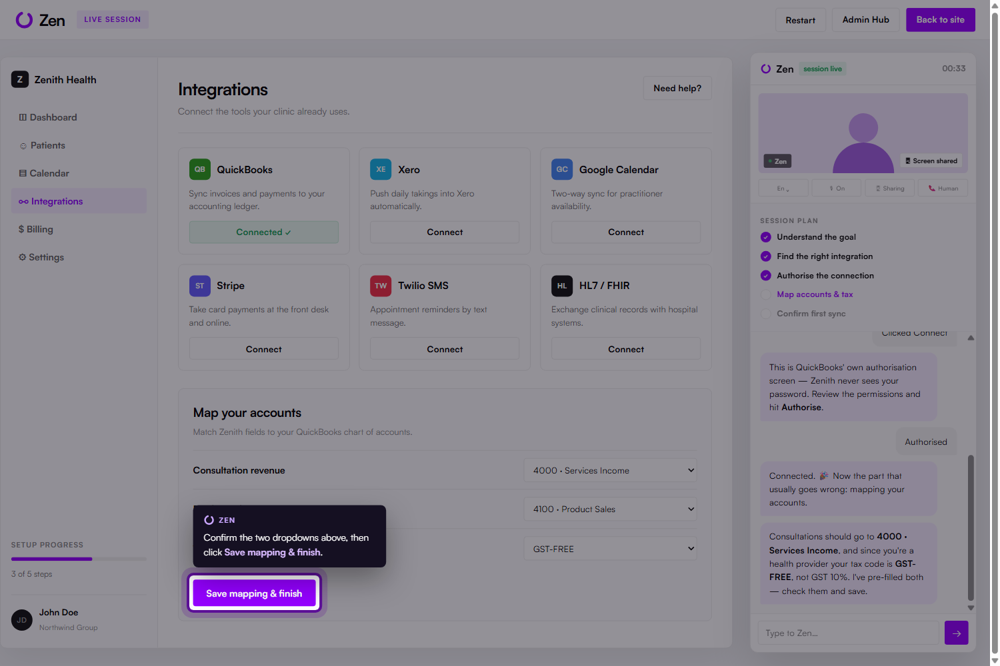 Zen
LIVE SESSION
Restart
Admin Hub
Back to site
Z
Zenith Health
Dashboard
Patients
Calendar
Integrations
$ Billing
Settings
SETUP PROGRESS
3 of 5 steps
JD
John Doe
Northwind Group
Integrations
Connect the tools your clinic already uses.
Need help?
QB
QuickBooks
Sync invoices and payments to your
accounting ledger.
Connected ✓
XE
Xero
Push daily takings into Xero
automatically.
Connect
GC
Google Calendar
Two-way sync for practitioner
availability.
Connect
ST
Stripe
Take card payments at the front desk
and online.
Connect
TW
Twilio SMS
Appointment reminders by text
message.
Connect
HL
HL7 / FHIR
Exchange clinical records with hospital
systems.
Connect
Map your accounts
Match Zenith fields to your QuickBooks chart of accounts.
Consultation revenue
4000 · Services Income
4100 · Product Sales
GST-FREE
ZEN
Confirm the two dropdowns above, then
click Save mapping & finish.
Save mapping & finish
Zen
session live
00:33
Zen
Screen shared
En
On
Sharing
Human
SESSION PLAN
Understand the goal
Find the right integration
Authorise the connection
Map accounts & tax
Confirm first sync
Clicked Connect
This is QuickBooks' own authorisation
screen — Zenith never sees your
password. Review the permissions and
hit Authorise.
Authorised
Connected. 🎉 Now the part that
usually goes wrong: mapping your
accounts.
Consultations should go to 4000 ·
Services Income, and since you're a
health provider your tax code is GST-
FREE, not GST 10%. I've pre-filled both
— check them and save.
Type to Zen…